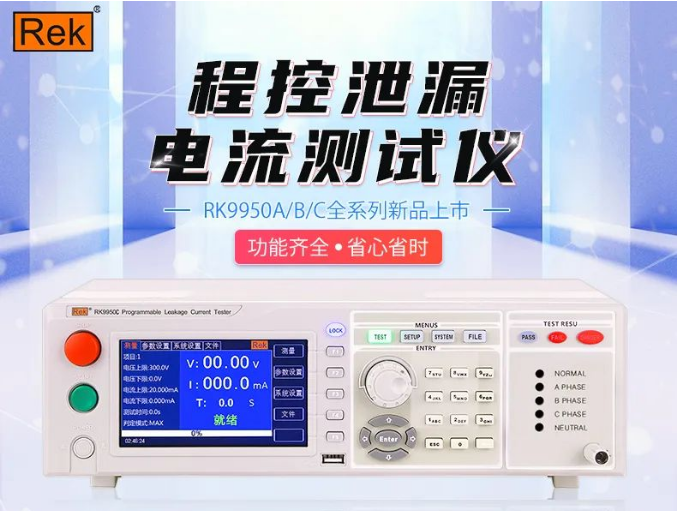 Rek®
程控泄漏
电流测试仪
RK9950A/B/C全系列新品上市
功能齐全•省心省时
Rek® RK9950C Programmable Leakage Current Tester
测量 参数设置 系统设置 文件 Rek
项目:1
电压上限:300.0V
电压下限:0.0V
电流上限:20.000mA
电流下限:0.000mA
测试时间:0.0s
判定模式:MAX
V: 00.00 V
I: 000.0 mA
T: 0.0 S
就绪
0%
02:46:24
测量
参数设置
系统设置
文件
LOCK
MENUS
TEST SETUP SYSTEM FILE
ENTRY
7 8 9
4 5 6
1ABC 2 3
ESC 0 .
Enter
TEST RESU
PASS FAIL
NORMAL
A PHASE
B PHASE
C PHASE
NEUTRAL